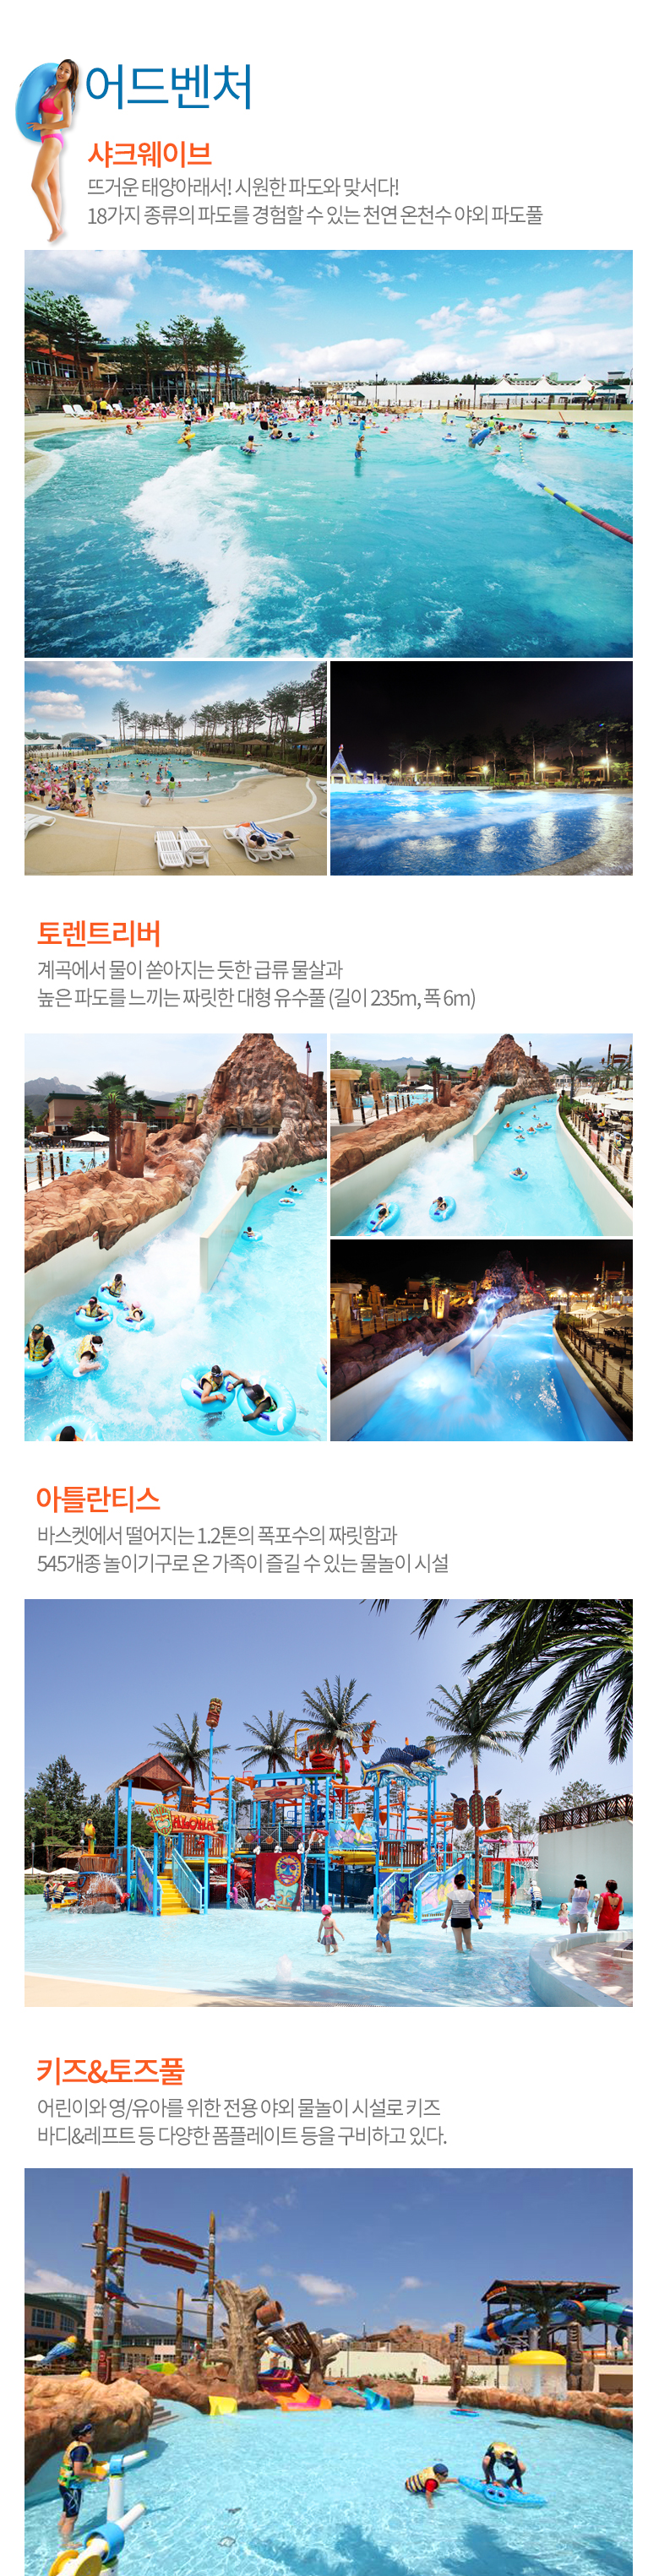 어드벤처
샤크웨이브
뜨거운 태양아래서! 시원한 파도와 맞서다!
18가지 종류의 파도를 경험할 수 있는 천연 온천수 야외 파도풀
토렌트리버
계곡에서 물이 쏟아지는 듯한 급류 물살과
높은 파도를 느끼는 짜릿한 대형 유수풀 (길이 235m, 폭 6m)
아틀란티스
바스켓에서 떨어지는 1.2톤의 폭포수의 짜릿함과
545개종 놀이기구로 온 가족이 즐길 수 있는 물놀이 시설
ALOHA
키즈&토즈풀
어린이와 영/유아를 위한 전용 야외 물놀이 시설로 키즈
바디&레프트 등 다양한 폼플레이트 등을 구비하고 있다.